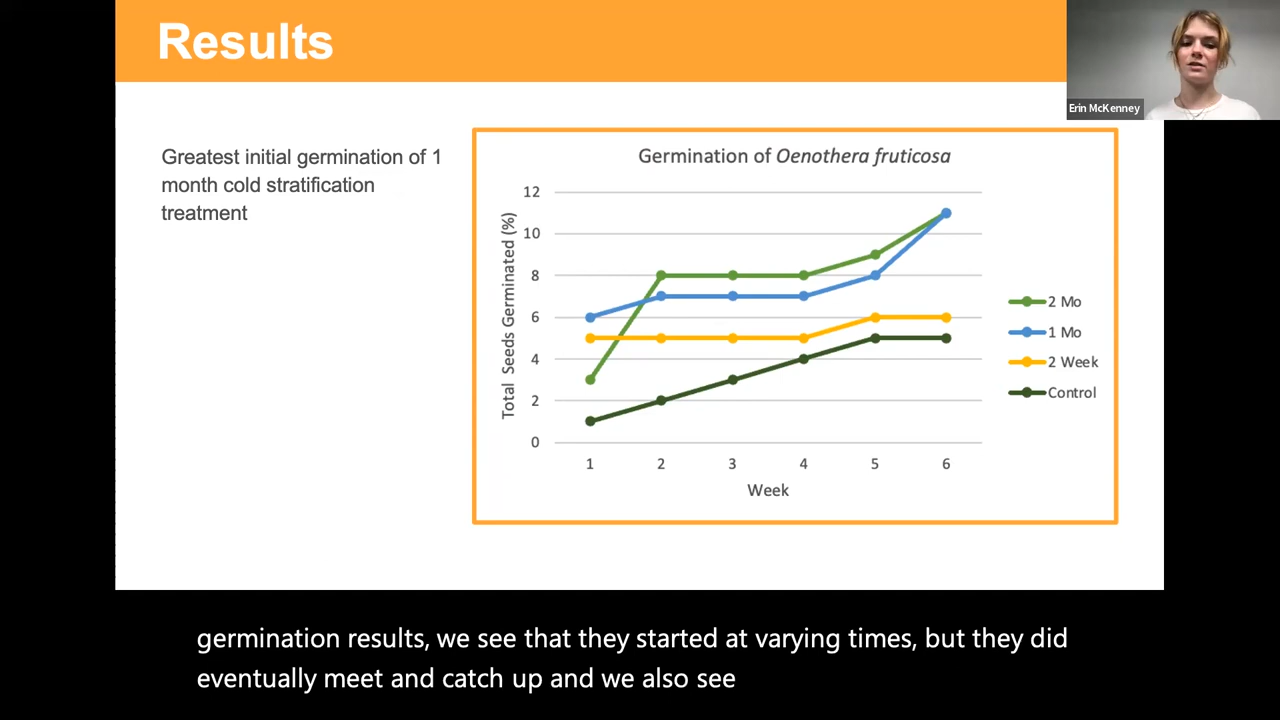 Results
Erin McKenney
Greatest initial germination of 1
month cold stratification
treatment
Germination of Oenothera fruticosa
Total Seeds Germinated (%)
12
10
8
6
4
2
0
1 2 3 4 5 6
Week
2 Mo
1 Mo
2 Week
Control
germination results, we see that they started at varying times, but they did
eventually meet and catch up and we also see